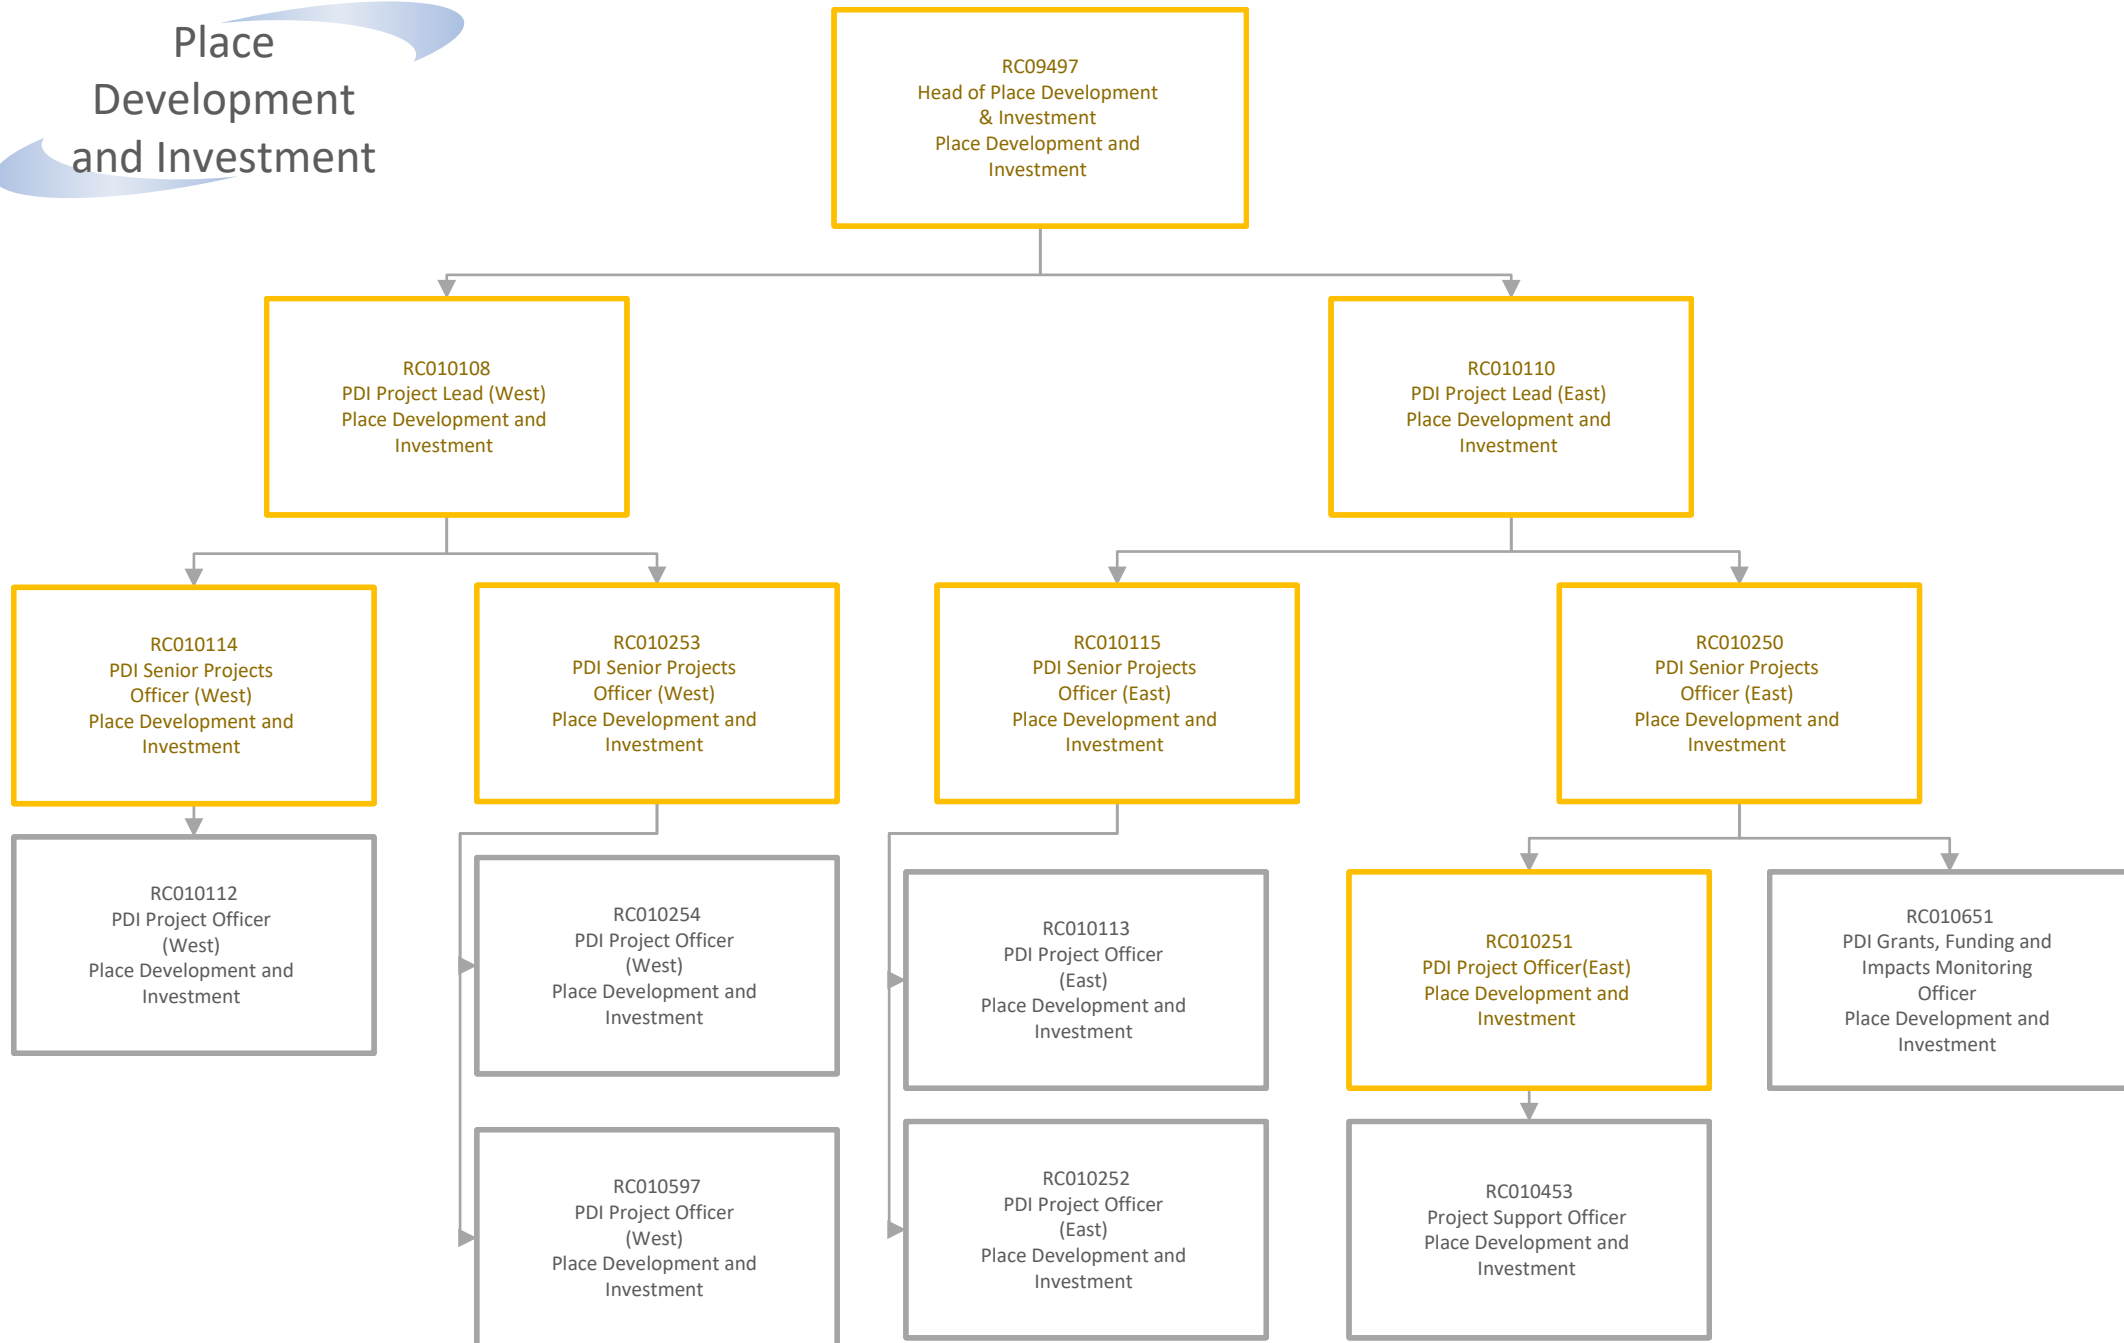 Place
Development
and Investment
RC09497
Head of Place Development
& Investment
Place Development and
Investment
RC010108
PDI Project Lead (West)
Place Development and
Investment
RC010110
PDI Project Lead (East)
Place Development and
Investment
RC010114
PDI Senior Projects
Officer (West)
Place Development and
Investment
RC010253
PDI Senior Projects
Officer (West)
Place Development and
Investment
RC010115
PDI Senior Projects
Officer (East)
Place Development and
Investment
RC010250
PDI Senior Projects
Officer (East)
Place Development and
Investment
RC010112
PDI Project Officer
(West)
Place Development and
Investment
RC010254
PDI Project Officer
(West)
Place Development and
Investment
RC010113
PDI Project Officer
(East)
Place Development and
Investment
RC010251
PDI Project Officer(East)
Place Development and
Investment
RC010651
PDI Grants, Funding and
Impacts Monitoring
Officer
Place Development and
Investment
RC010597
PDI Project Officer
(West)
Place Development and
Investment
RC010252
PDI Project Officer
(East)
Place Development and
Investment
RC010453
Project Support Officer
Place Development and
Investment